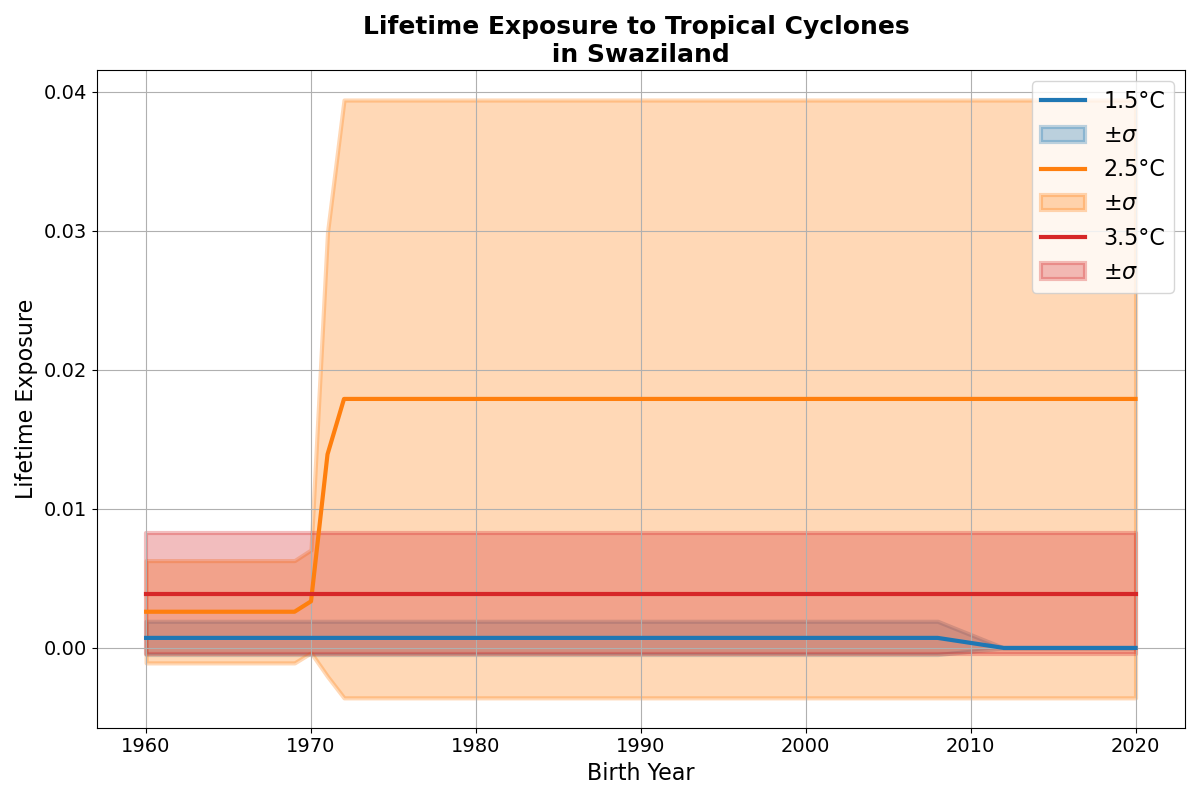 Lifetime Exposure to Tropical Cyclones
in Swaziland
0.04
0.03
0.02
0.01
0.00
Lifetime Exposure
1.5°C
±σ
2.5°C
±σ
3.5°C
±σ
1960 1970 1980 1990 2000 2010 2020
Birth Year